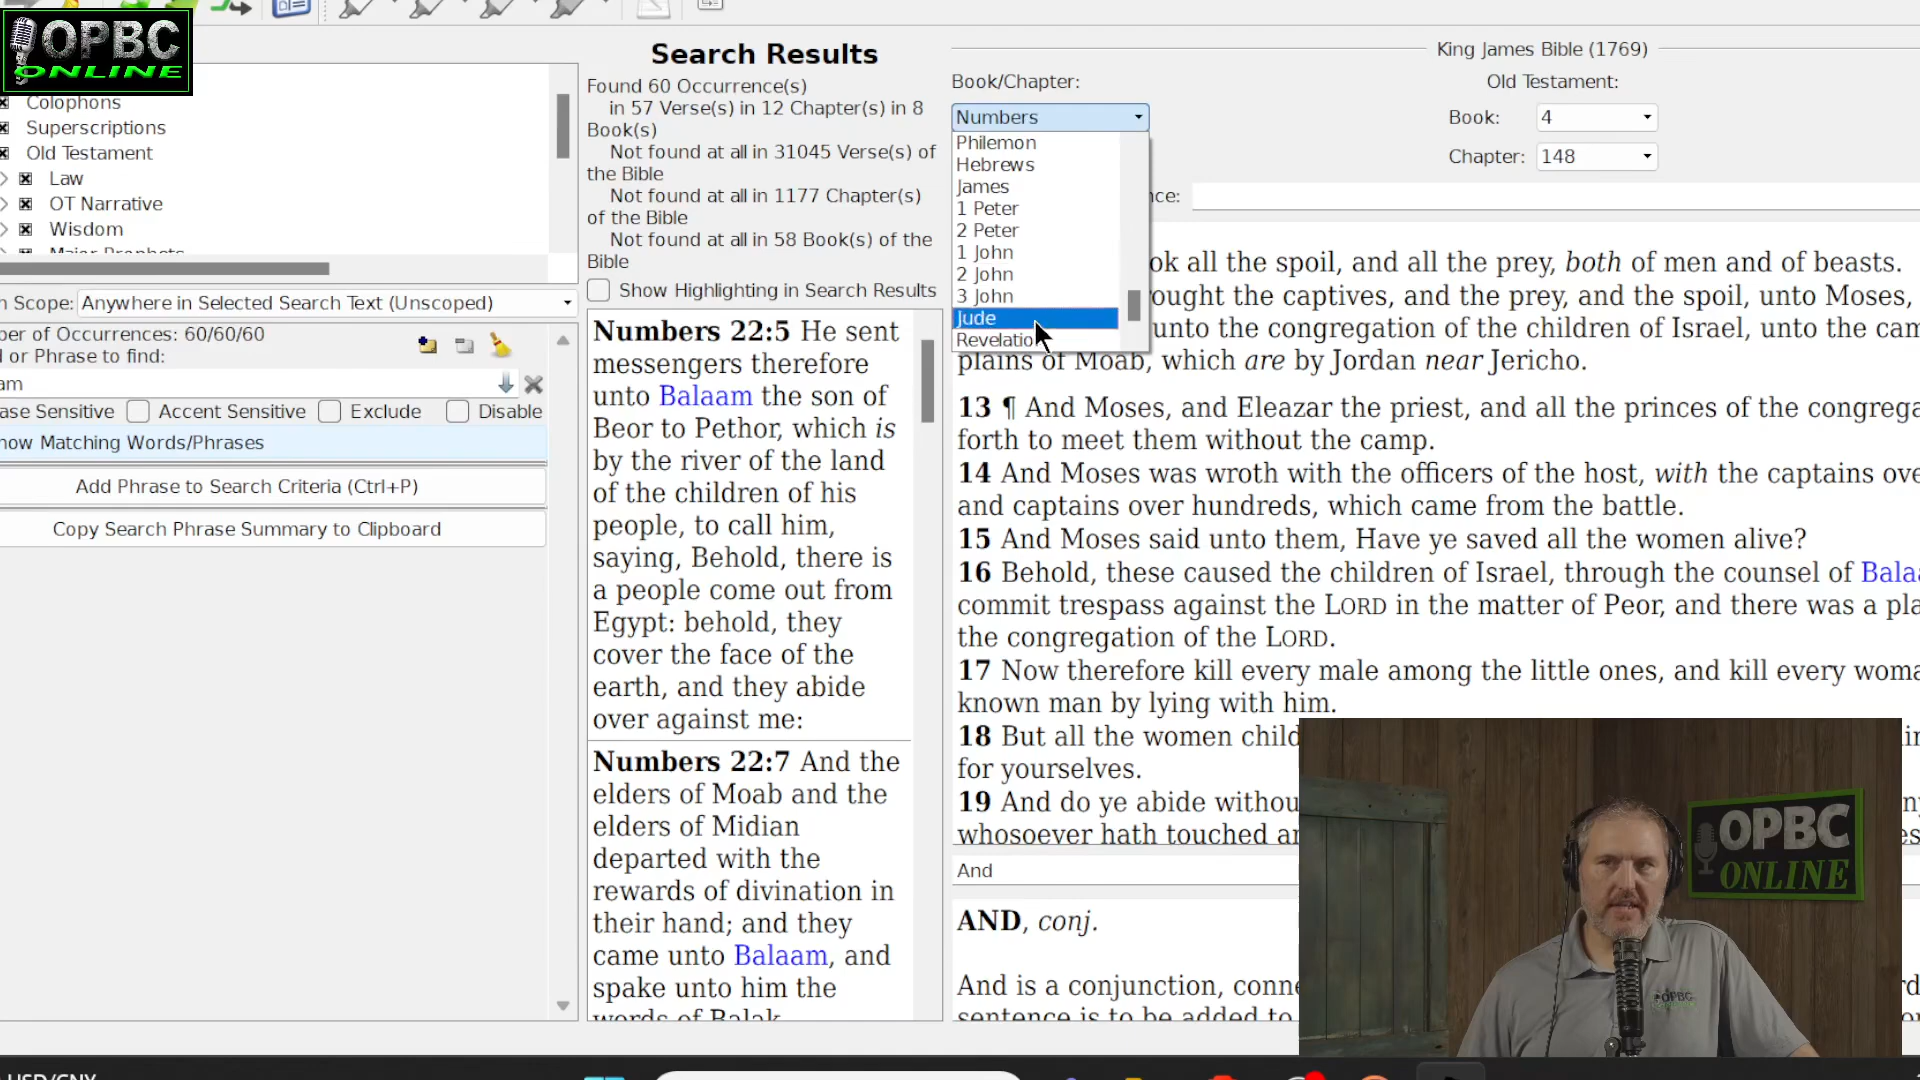 OPBC
ONLINE
Colophons
Superscriptions
Old Testament
Law
OT Narrative
Wisdom
Scope: Anywhere in Selected Search Text (Unscoped)
er of Occurrences: 60/60/60
or Phrase to find:
am
ase Sensitive Accent Sensitive Exclude Disable
how Matching Words/Phrases
Add Phrase to Search Criteria (Ctrl+P)
Copy Search Phrase Summary to Clipboard
Search Results
Found 60 Occurrence(s)
in 57 Verse(s) in 12 Chapter(s) in 8
Book(s)
Not found at all in 31045 Verse(s) of
the Bible
Not found at all in 1177 Chapter(s)
of the Bible
Not found at all in 58 Book(s) of the
Bible
Show Highlighting in Search Results
Numbers 22:5 He sent
messengers therefore
unto Balaam the son of
Beor to Pethor, which is
by the river of the land
of the children of his
people, to call him,
saying, Behold, there is
a people come out from
Egypt: behold, they
cover the face of the
earth, and they abide
over against me:
Numbers 22:7 And the
elders of Moab and the
elders of Midian
departed with the
rewards of divination in
their hand; and they
came unto Balaam, and
spake unto him the
words of Balak
King James Bible (1769)
Book/Chapter:
Old Testament:
Numbers
Book: 4
Chapter: 148
Philemon
Hebrews
James
1 Peter
2 Peter
1 John
2 John
3 John
Jude
Revelatio
nce:
ok all the spoil, and all the prey, both of men and of beasts.
rought the captives, and the prey, and the spoil, unto Moses,
unto the congregation of the children of Israel, unto the cam
plains of Moab, which are by Jordan near Jericho.
13 ¶ And Moses, and Eleazar the priest, and all the princes of the congrega
forth to meet them without the camp.
14 And Moses was wroth with the officers of the host, with the captains ove
and captains over hundreds, which came from the battle.
15 And Moses said unto them, Have ye saved all the women alive?
16 Behold, these caused the children of Israel, through the counsel of Bala
commit trespass against the LORD in the matter of Peor, and there was a pla
the congregation of the LORD.
17 Now therefore kill every male among the little ones, and kill every woma
known man by lying with him.
18 But all the women child
for yourselves.
19 And do ye abide withou
whosoever hath touched a
And
AND, conj.
And is a conjunction, conne
sentence is to be added to
OPBC
ONLINE
OPBC
USD/CNY